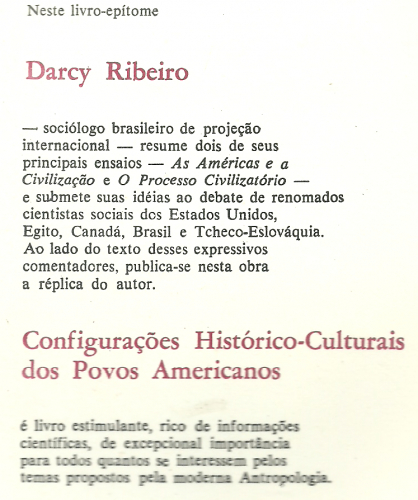 Neste livro-epítome
Darcy Ribeiro
— sociólogo brasileiro de projeção
internacional — resume dois de seus
principais ensaios — As Américas e a
Civilização e O Processo Civilizatório —
e submete suas idéias ao debate de renomados
cientistas sociais dos Estados Unidos,
Egito, Canadá, Brasil e Tcheco-Eslováquia.
Ao lado do texto desses expressivos
comentadores, publica-se nesta obra
a réplica do autor.
Configurações Histórico-Culturais
dos Povos Americanos
é livro estimulante, rico de informações
científicas, de excepcional importância
para todos quantos se interessem pelos
temas propostos pela moderna Antropologia.